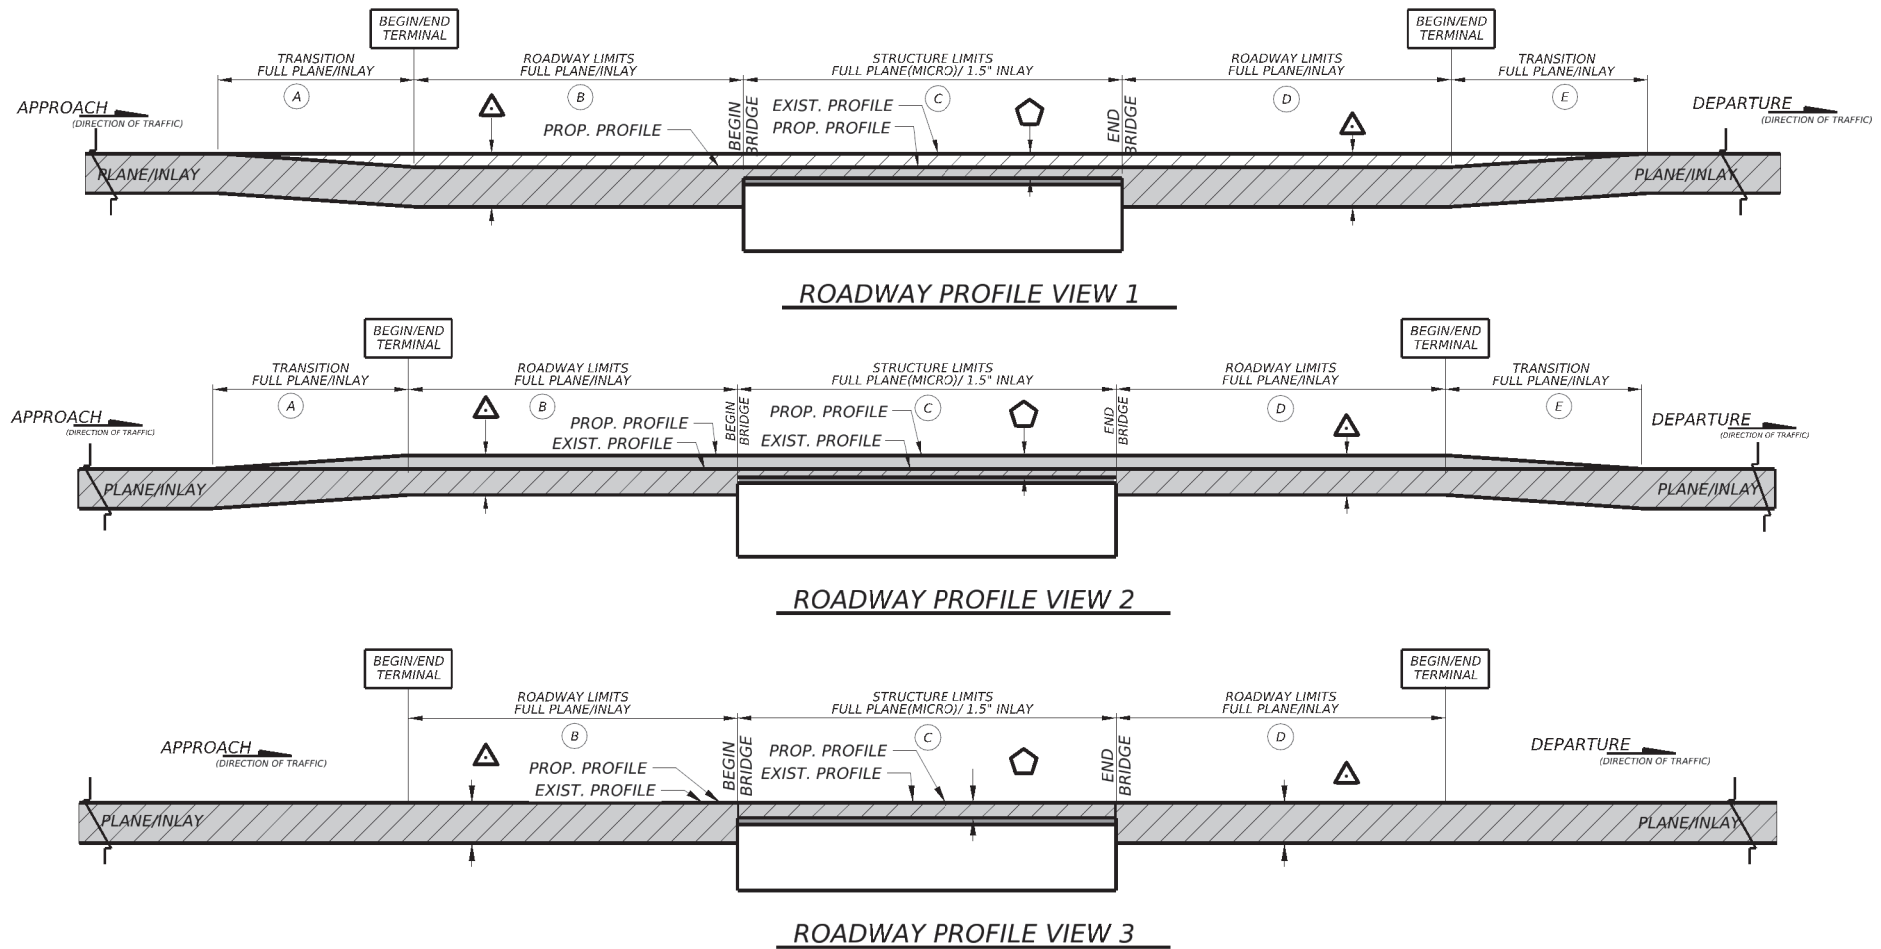 BEGIN/END
TERMINAL
BEGIN/END
TERMINAL
TRANSITION
FULL PLANE/INLAY
A
ROADWAY LIMITS
FULL PLANE/INLAY
B
STRUCTURE LIMITS
FULL PLANE(MICRO)/ 1.5" INLAY
C
ROADWAY LIMITS
FULL PLANE/INLAY
D
TRANSITION
FULL PLANE/INLAY
E
APPROACH
(DIRECTION OF TRAFFIC)
PROP. PROFILE
BEGIN
BRIDGE
EXIST. PROFILE
PROP. PROFILE
END
BRIDGE
DEPARTURE
(DIRECTION OF TRAFFIC)
PLANE/INLAY
PLANE/INLAY
ROADWAY PROFILE VIEW 1
BEGIN/END
TERMINAL
BEGIN/END
TERMINAL
TRANSITION
FULL PLANE/INLAY
A
ROADWAY LIMITS
FULL PLANE/INLAY
B
STRUCTURE LIMITS
FULL PLANE(MICRO)/ 1.5" INLAY
C
ROADWAY LIMITS
FULL PLANE/INLAY
D
TRANSITION
FULL PLANE/INLAY
E
APPROACH
(DIRECTION OF TRAFFIC)
PROP. PROFILE
EXIST. PROFILE
BEGIN
BRIDGE
PROP. PROFILE
EXIST. PROFILE
END
BRIDGE
DEPARTURE
(DIRECTION OF TRAFFIC)
PLANE/INLAY
PLANE/INLAY
ROADWAY PROFILE VIEW 2
BEGIN/END
TERMINAL
BEGIN/END
TERMINAL
ROADWAY LIMITS
FULL PLANE/INLAY
B
STRUCTURE LIMITS
FULL PLANE(MICRO)/ 1.5" INLAY
C
ROADWAY LIMITS
FULL PLANE/INLAY
D
APPROACH
(DIRECTION OF TRAFFIC)
PROP. PROFILE
EXIST. PROFILE
BEGIN
BRIDGE
PROP. PROFILE
EXIST. PROFILE
END
BRIDGE
DEPARTURE
(DIRECTION OF TRAFFIC)
PLANE/INLAY
PLANE/INLAY
ROADWAY PROFILE VIEW 3